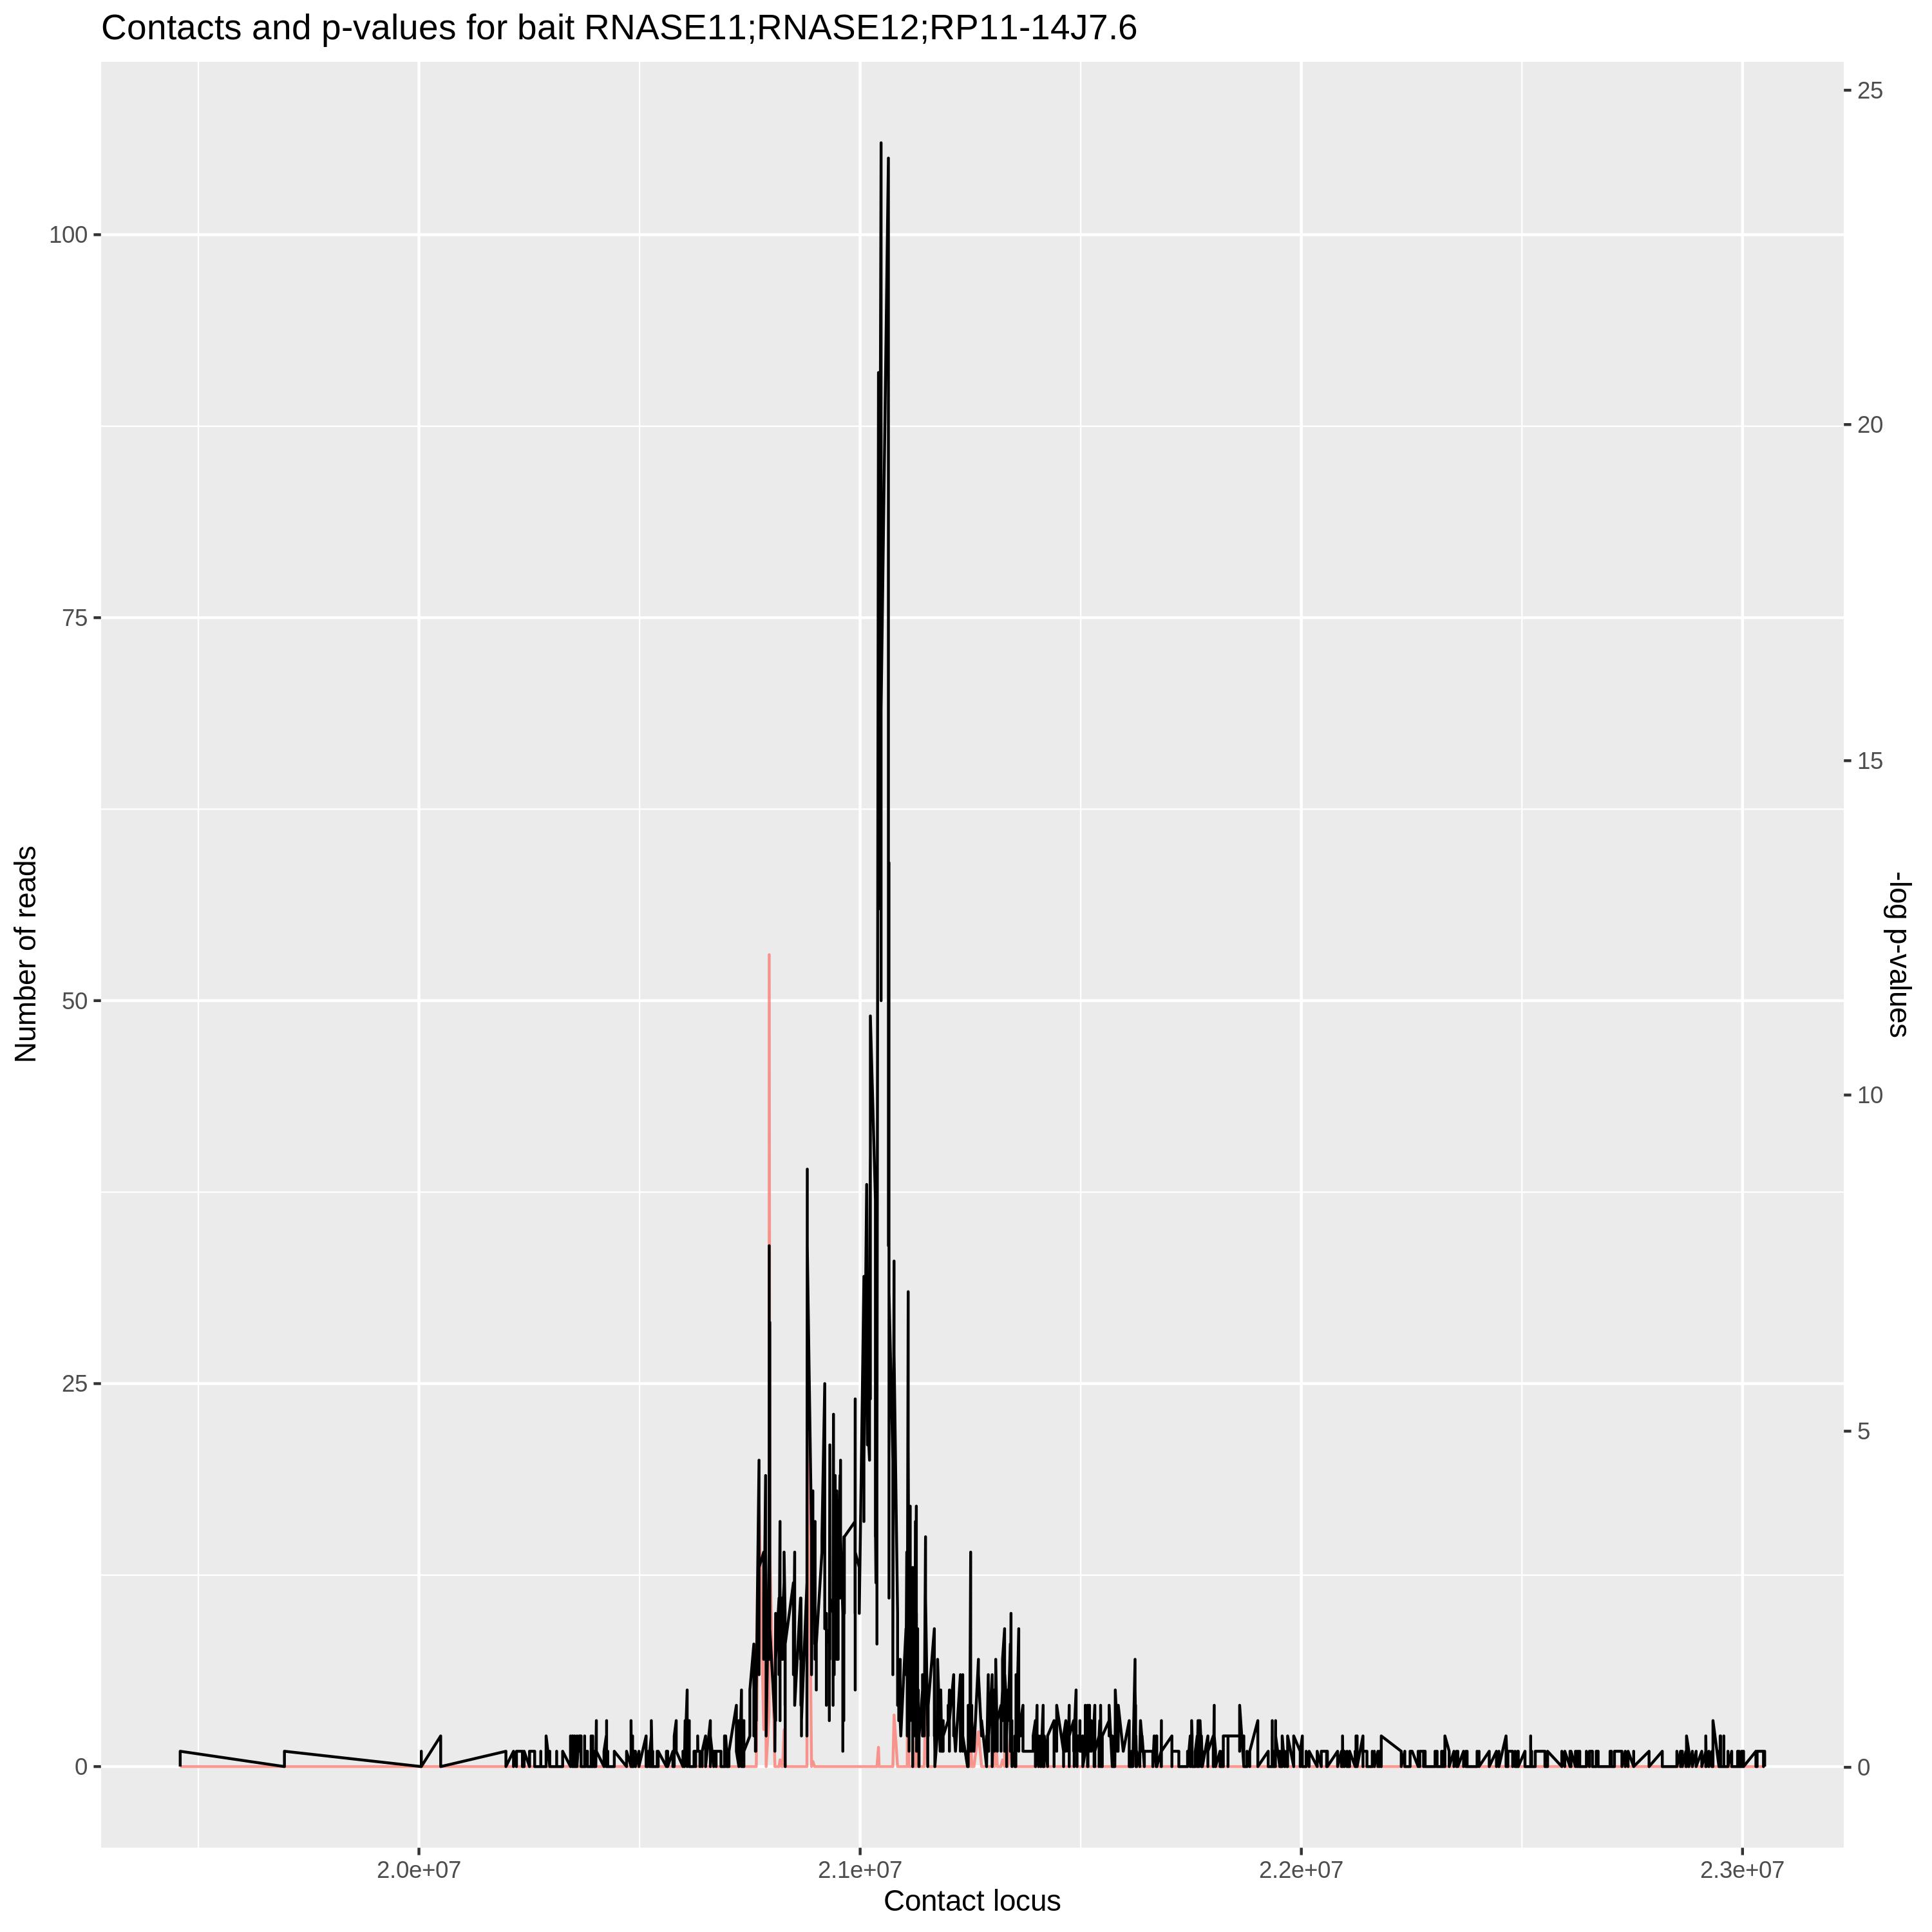 Contacts and p-values for bait RNASE11;RNASE12;RP11-14J7.6
25
100
20
75
15
Number of reads
-log p-values
50
10
25
5
0
0
2.0e+07
2.1e+07
2.2e+07
2.3e+07
Contact locus